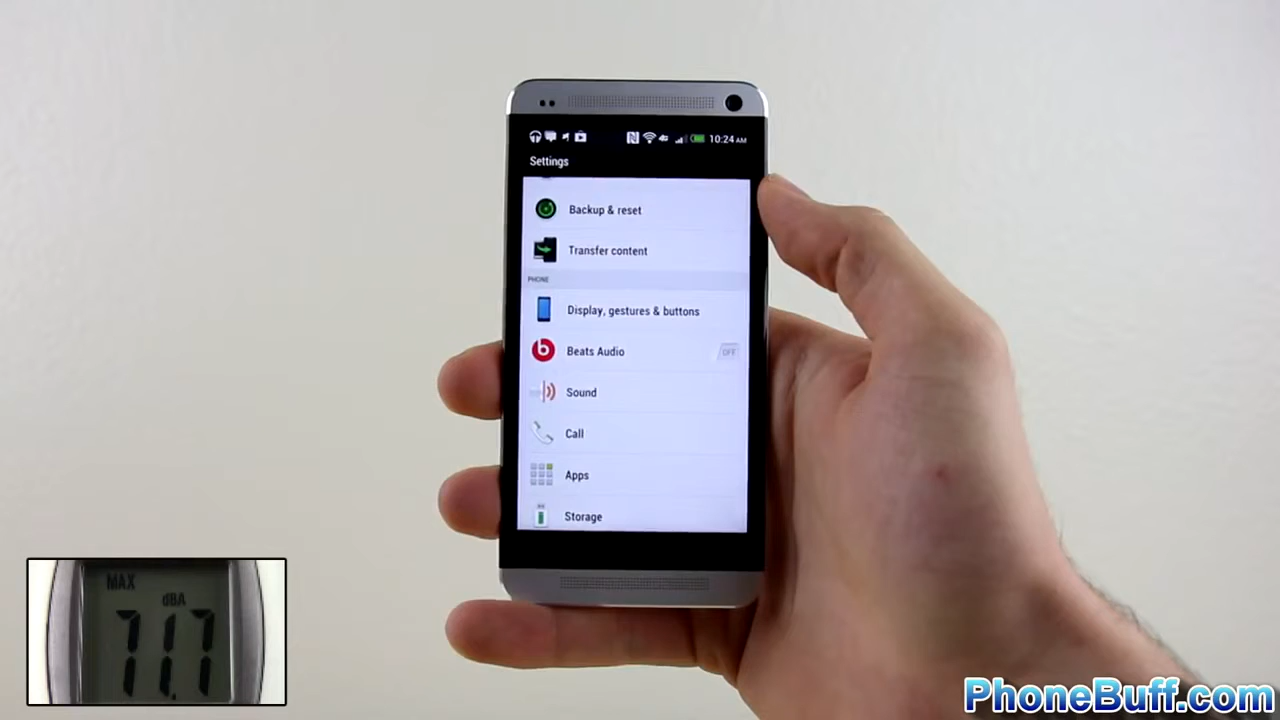 10:24 AM
Settings
Backup & reset
Transfer content
PHONE
Display, gestures & buttons
Beats Audio
OFF
Sound
Call
Apps
Storage
MAX
dBA
71.7
PhoneBuff.com